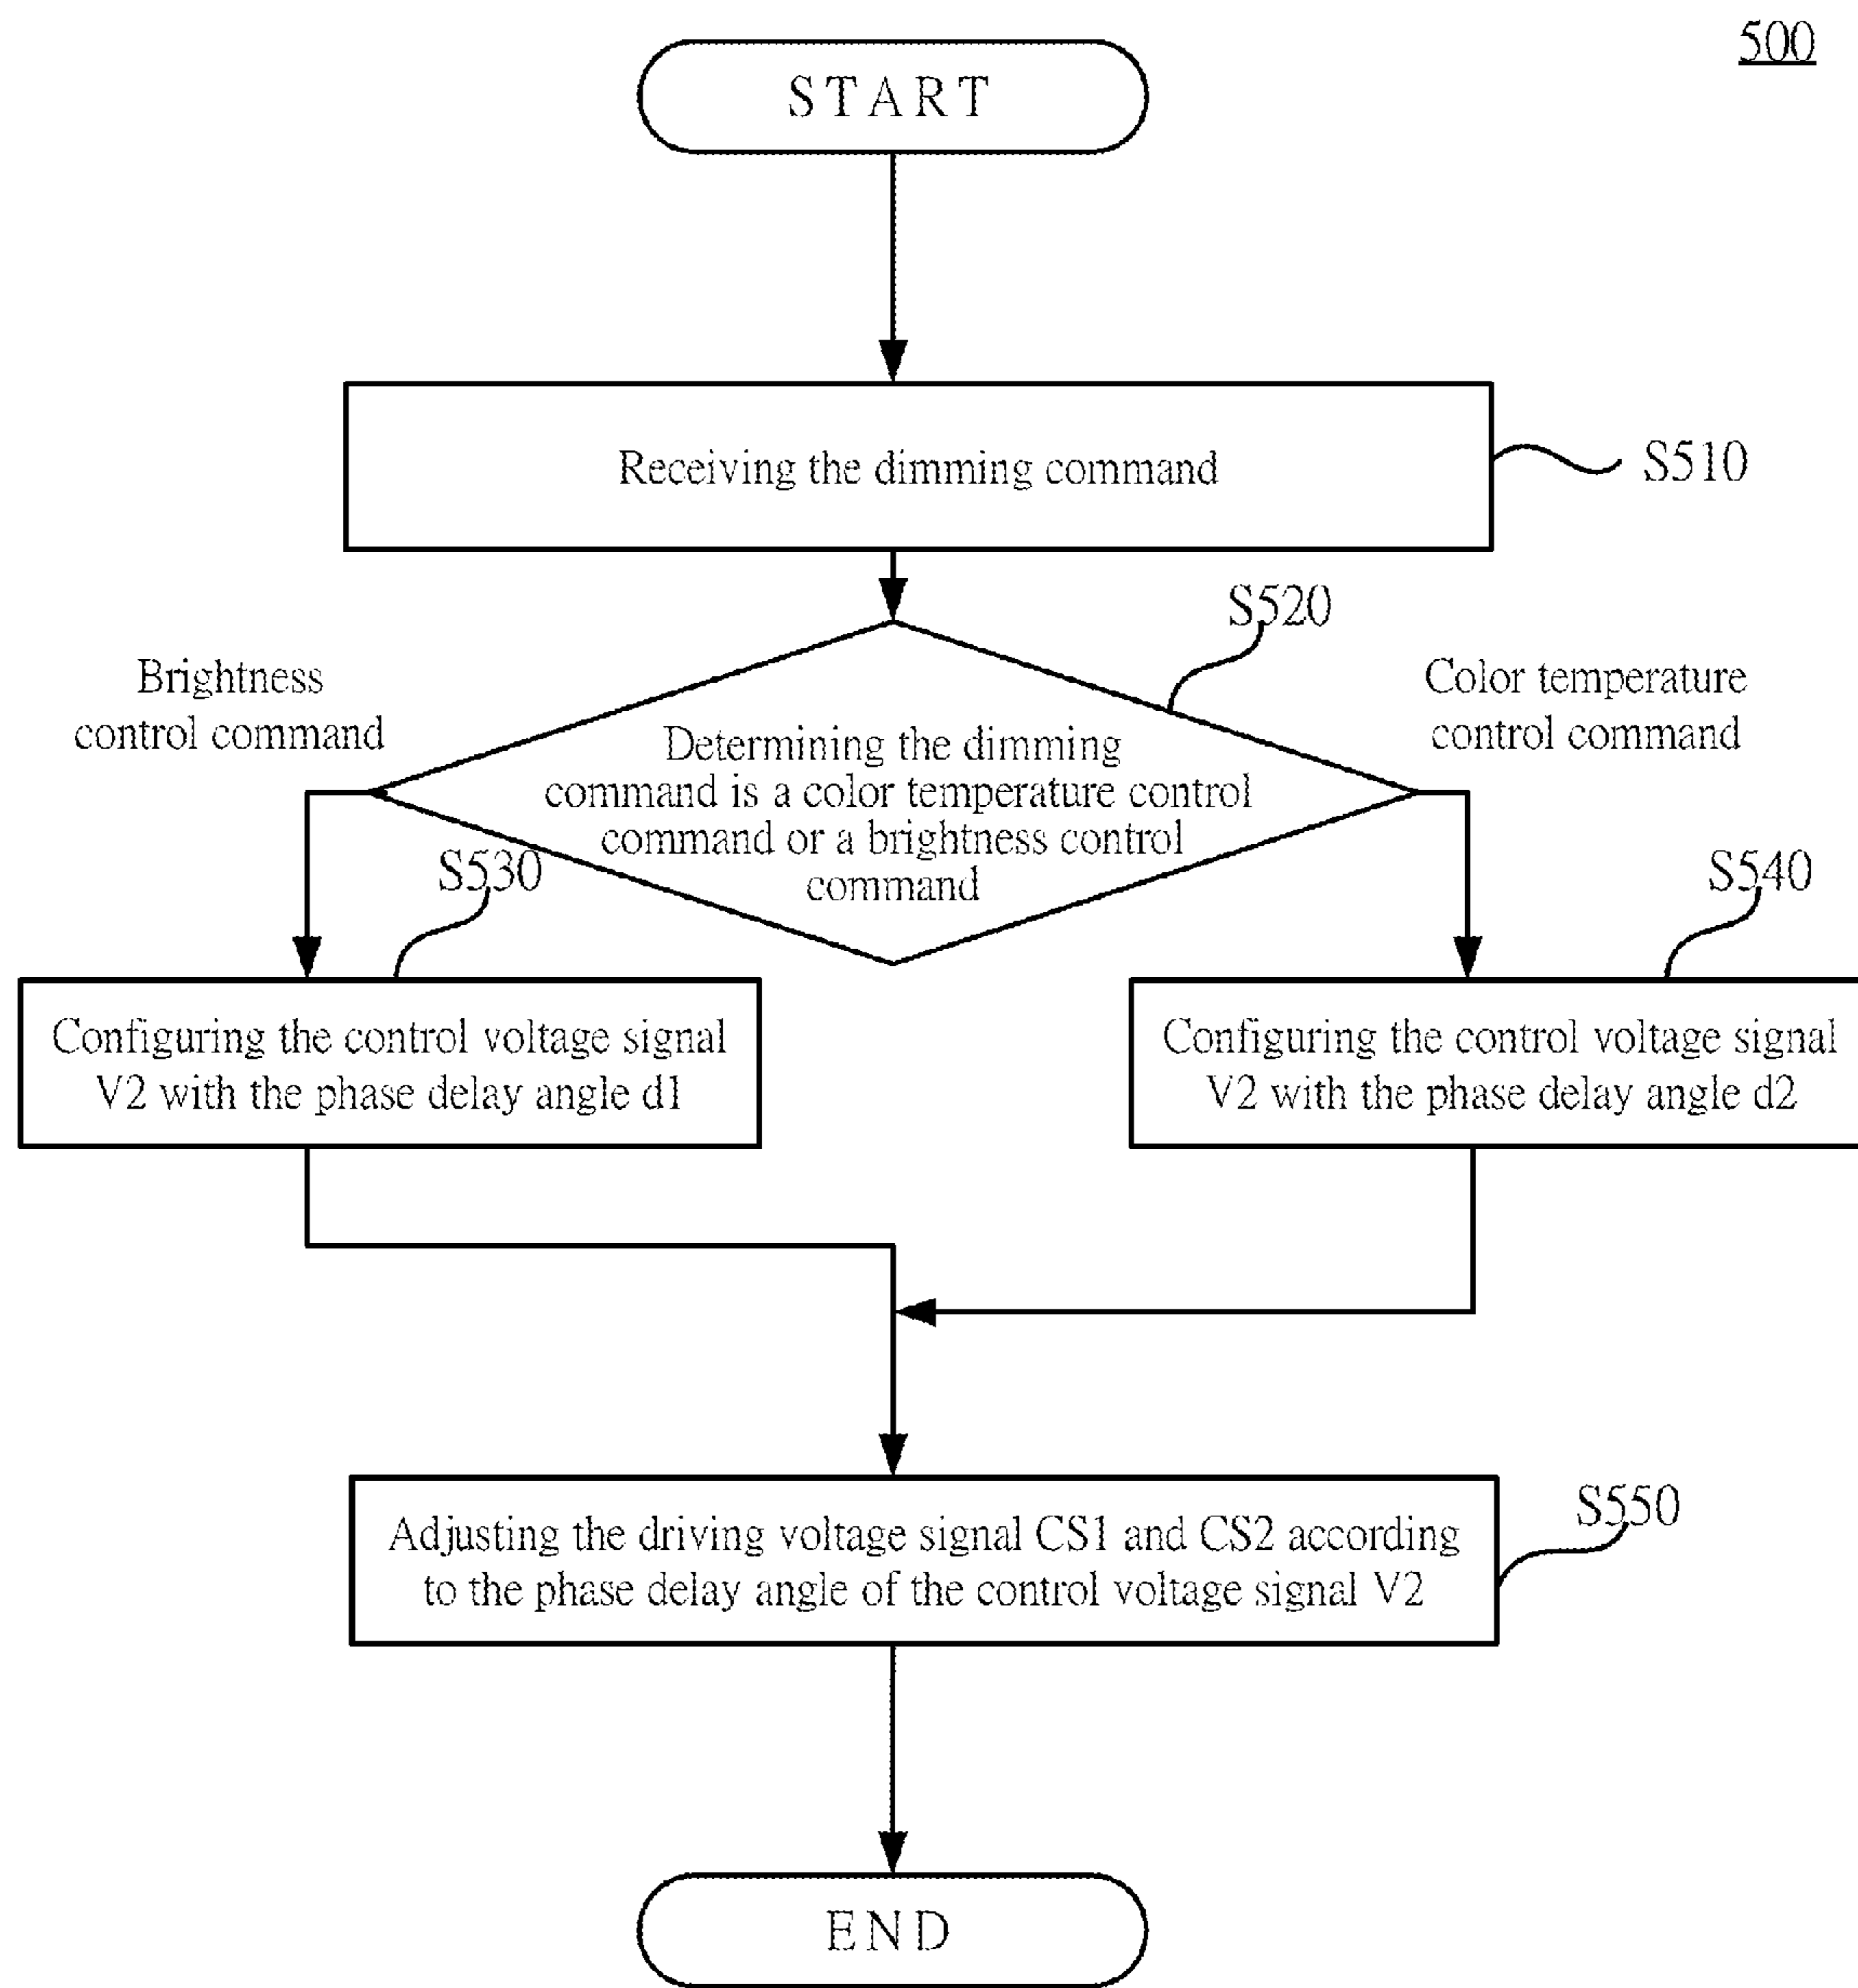 500
START
Receiving the dimming command
S510
S520
Brightness
control command
Color temperature
control command
Determining the dimming
command is a color temperature control
command or a brightness control
command
S530
S540
Configuring the control voltage signal
V2 with the phase delay angle d1
Configuring the control voltage signal
V2 with the phase delay angle d2
Adjusting the driving voltage signal CS1 and CS2 according
to the phase delay angle of the control voltage signal V2
S550
END